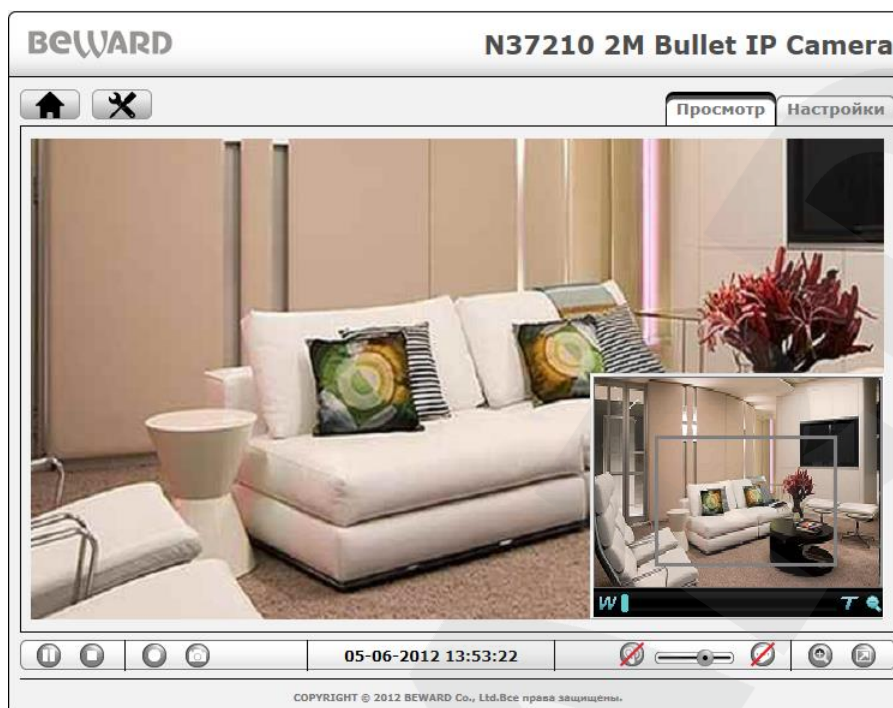 BEWARD
N37210 2M Bullet IP Camera
Просмотр Настройки
W T
05-06-2012 13:53:22
COPYRIGHT © 2012 BEWARD Co., Ltd.Все права защищены.